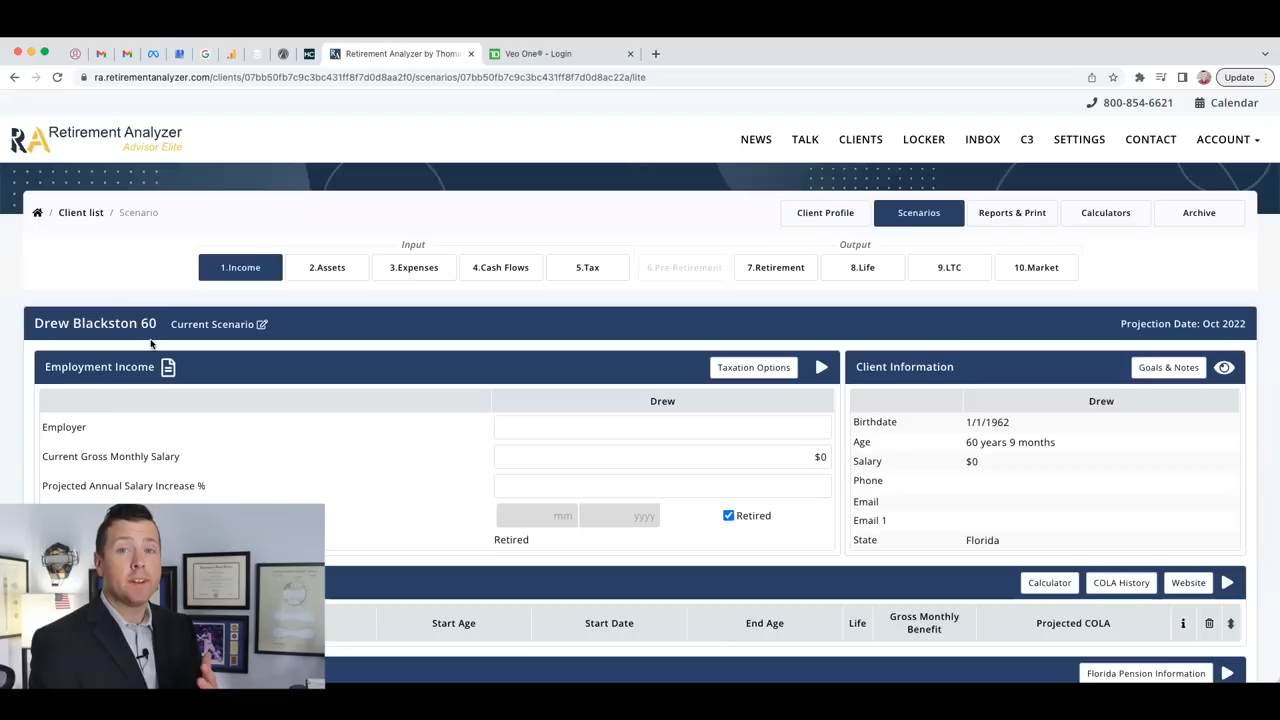 Retirement Analyzer by Thoma
Veo One® - Login
ra.retirementanalyzer.com/clients/07bb50fb7c9c3bc431ff8f7d0d8aa2f0/scenarios/07bb50fb7c9c3bc431ff8f7d0d8ac22a/lite
Update
800-854-6621
Calendar
RA Retirement Analyzer
Advisor Elite
NEWS TALK CLIENTS LOCKER INBOX C3 SETTINGS CONTACT ACCOUNT
/ Client list / Scenario
Client Profile Scenarios Reports & Print Calculators Archive
Input Output
1.Income 2.Assets 3.Expenses 4.Cash Flows 5.Tax 6.Pre-Retirement 7.Retirement 8.Life 9.LTC 10.Market
Drew Blackston 60 Current Scenario Projection Date: Oct 2022
Employment Income Taxation Options
Drew
Employer
Current Gross Monthly Salary $0
Projected Annual Salary Increase %
mm yyyy Retired
Retired
Client Information Goals & Notes
Drew
Birthdate 1/1/1962
Age 60 years 9 months
Salary $0
Phone
Email
Email 1
State Florida
Calculator COLA History Website
Start Age Start Date End Age Life Gross Monthly Benefit Projected COLA
Florida Pension Information